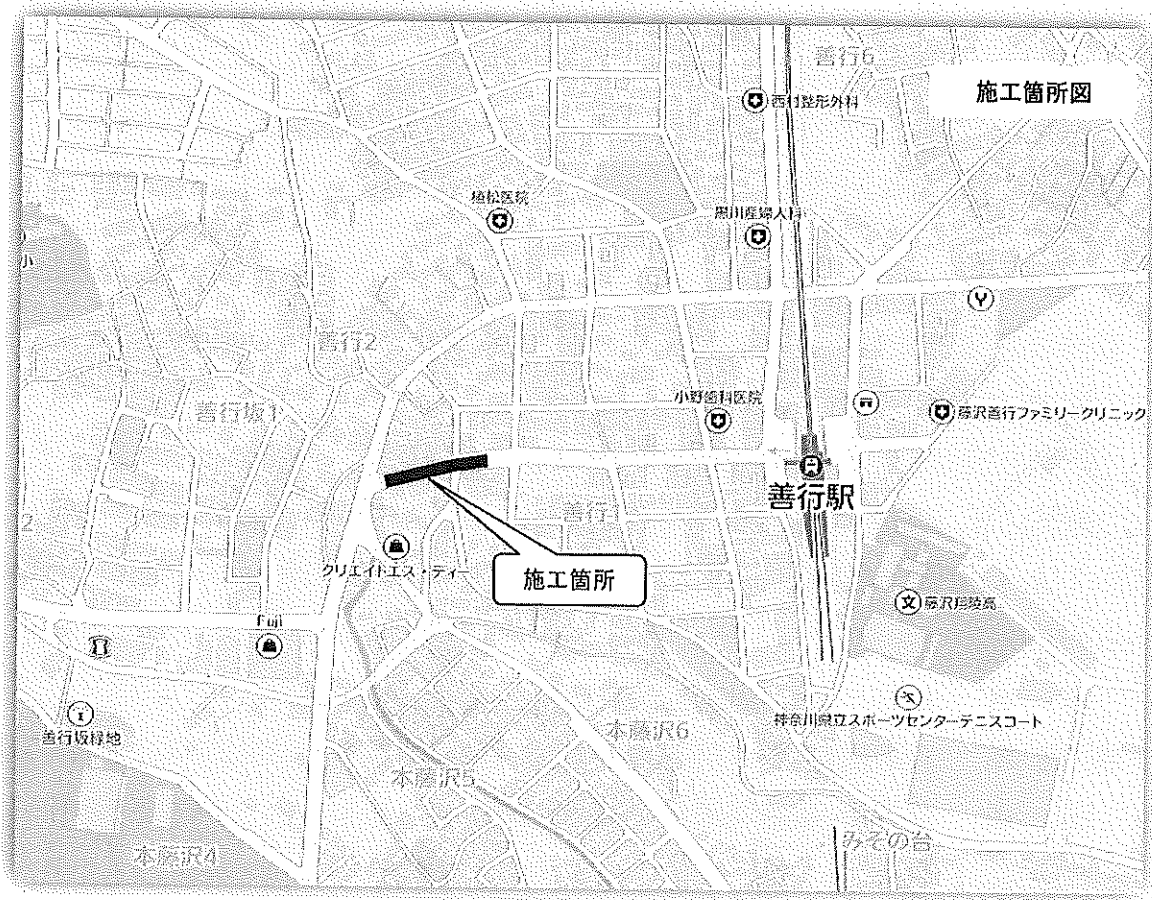 善行6
施工箇所図
西村整形外科
植松医院
黒川産婦人科
小
善行2
善行坂1
小野歯科医院
藤沢善行ファミリークリニック
善行駅
2
善行
クリエイトエス・ディー
施工箇所
文
藤沢
高
Fuji
善行坂緑地
神奈川県立スポーツセンターテニスコート
本藤沢6
本藤沢5
本藤沢4
みその台